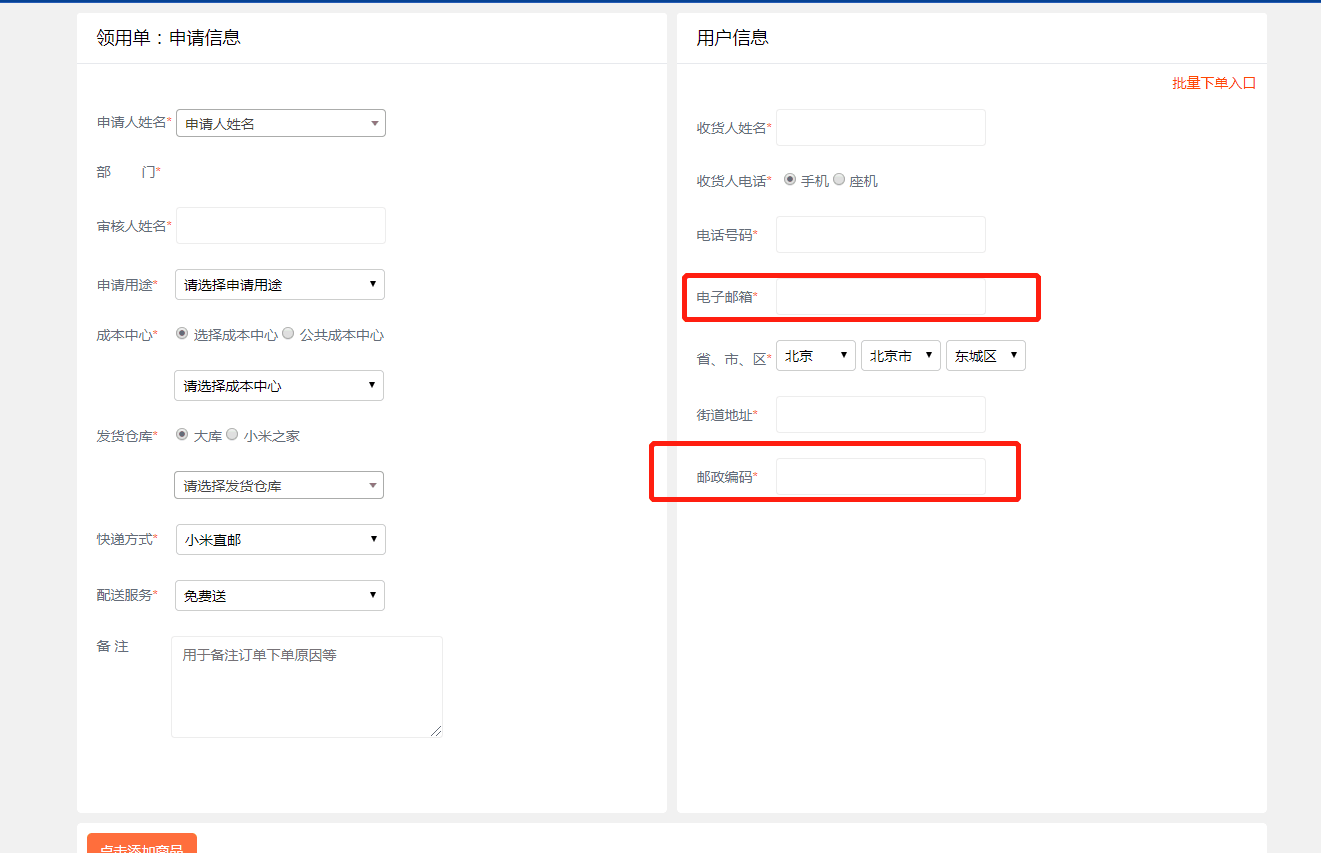 领用单：申请信息
申请人姓名* 申请人姓名
部 门*
审核人姓名*
申请用途* 请选择申请用途
成本中心* 选择成本中心 公共成本中心
请选择成本中心
发货仓库* 大库 小米之家
请选择发货仓库
快递方式* 小米直邮
配送服务* 免费送
备 注 用于备注订单下单原因等
用户信息
批量下单入口
收货人姓名*
收货人电话* 手机 座机
电话号码*
电子邮箱*
省、市、区* 北京 北京市 东城区
街道地址*
邮政编码*
点击添加商品